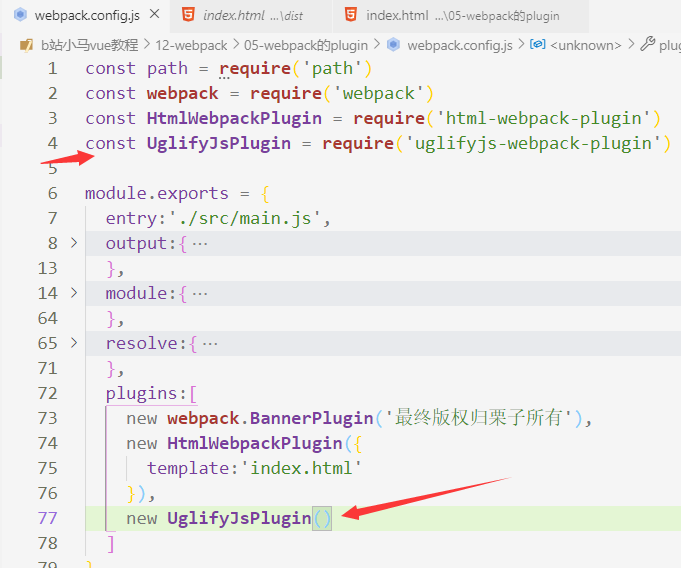 webpack.config.js index.html ...\dist index.html ...\05-webpack的plugin
b站小马vue教程 > 12-webpack > 05-webpack的plugin > webpack.config.js > <unknown> > plug
1 const path = require('path')
2 const webpack = require('webpack')
3 const HtmlWebpackPlugin = require('html-webpack-plugin')
4 const UglifyJsPlugin = require('uglifyjs-webpack-plugin')
5
6 module.exports = {
7 entry:'./src/main.js',
8 output:{···
13 },
14 module:{···
64 },
65 resolve:{···
71 },
72 plugins:[
73 new webpack.BannerPlugin('最终版权归栗子所有'),
74 new HtmlWebpackPlugin({
75 template:'index.html'
76 }),
77 new UglifyJsPlugin()
78 ]
79 }